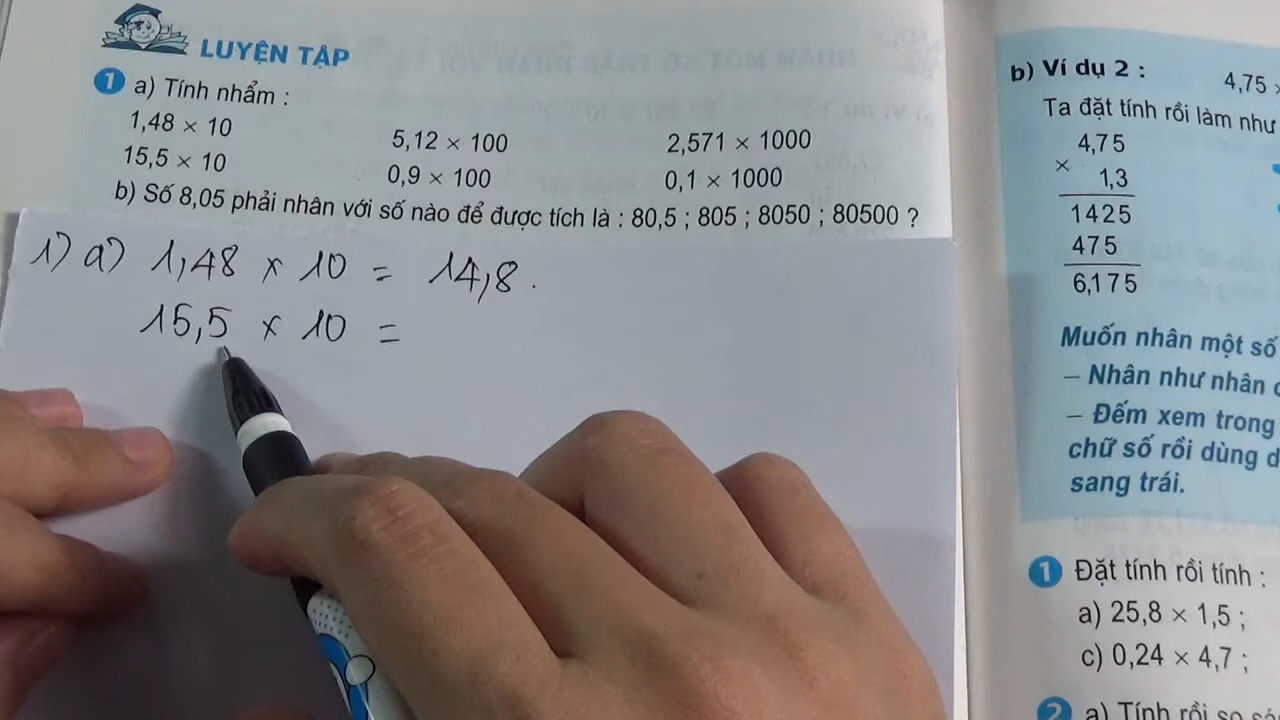 LUYỆN TẬP
1 a) Tính nhẩm :
1,48 × 10 5,12 × 100 2,571 × 1000
15,5 × 10 0,9 × 100 0,1 × 1000
b) Số 8,05 phải nhân với số nào để được tích là : 80,5 ; 805 ; 8050 ; 80500 ?
1) a) 1,48 × 10 = 14,8.
15,5 × 10 =
b) Ví dụ 2 : 4,75 ×
Ta đặt tính rồi làm như
4,75
×
1,3
1425
475
6,175
Muốn nhân một số
– Nhân như nhân
– Đếm xem trong
chữ số rồi dùng
sang trái.
1 Đặt tính rồi tính :
a) 25,8 × 1,5 ;
c) 0,24 × 4,7 ;
2 a) Tính rồi so